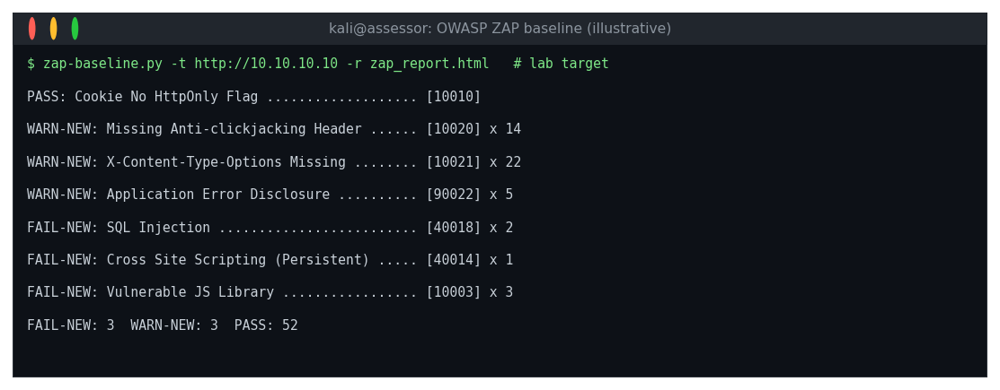 kali@assessor: OWASP ZAP baseline (illustrative)
$ zap-baseline.py -t http://10.10.10.10 -r zap_report.html   # lab target
PASS: Cookie No HttpOnly Flag ................... [10010]
WARN-NEW: Missing Anti-clickjacking Header ...... [10020] x 14
WARN-NEW: X-Content-Type-Options Missing ........ [10021] x 22
WARN-NEW: Application Error Disclosure .......... [90022] x 5
FAIL-NEW: SQL Injection ......................... [40018] x 2
FAIL-NEW: Cross Site Scripting (Persistent) ..... [40014] x 1
FAIL-NEW: Vulnerable JS Library ................. [10003] x 3
FAIL-NEW: 3  WARN-NEW: 3  PASS: 52